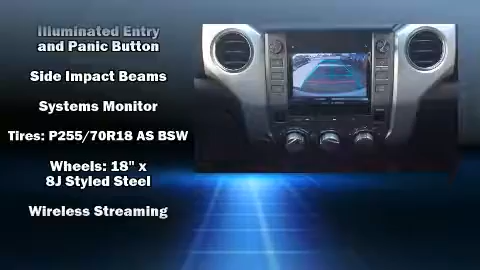 Illuminated Entry
and Panic Button
Side Impact Beams
Systems Monitor
Tires: P255/70R18 AS BSW
Wheels: 18" x
8J Styled Steel
Wireless Streaming